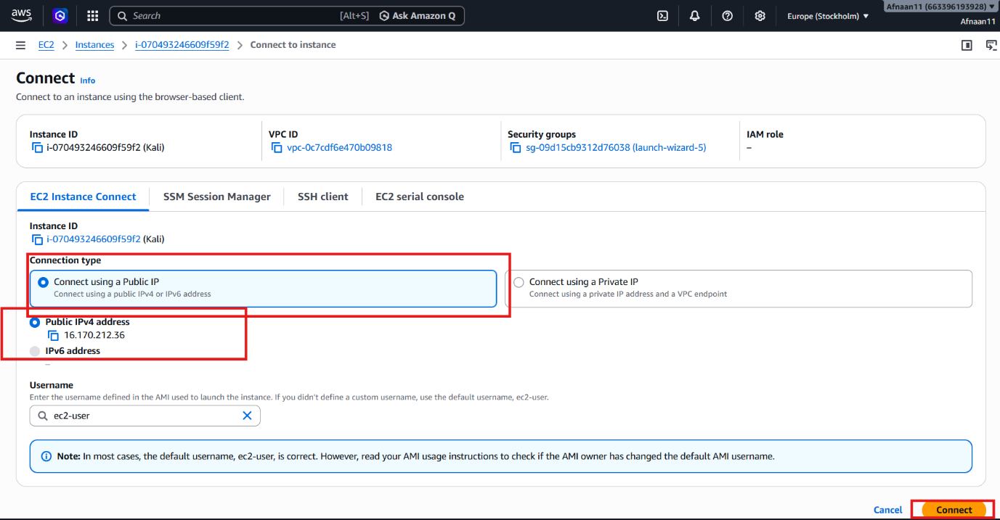 aws
Search [Alt+S] Ask Amazon Q
Europe (Stockholm)
Afnaan11 (663396193928)
Afnaan11
EC2 Instances i-070493246609f59f2 Connect to instance
Connect Info
Connect to an instance using the browser-based client.
Instance ID
i-070493246609f59f2 (Kali)
VPC ID
vpc-0c7cdf6e470b09818
Security groups
sg-09d15cb9312d76038 (launch-wizard-5)
IAM role
–
EC2 Instance Connect SSM Session Manager SSH client EC2 serial console
Instance ID
i-070493246609f59f2 (Kali)
Connection type
Connect using a Public IP
Connect using a public IPv4 or IPv6 address
Connect using a Private IP
Connect using a private IP address and a VPC endpoint
Public IPv4 address
16.170.212.36
IPv6 address
–
Username
Enter the username defined in the AMI used to launch the instance. If you didn't define a custom username, use the default username, ec2-user.
ec2-user
Note: In most cases, the default username, ec2-user, is correct. However, read your AMI usage instructions to check if the AMI owner has changed the default AMI username.
Cancel Connect